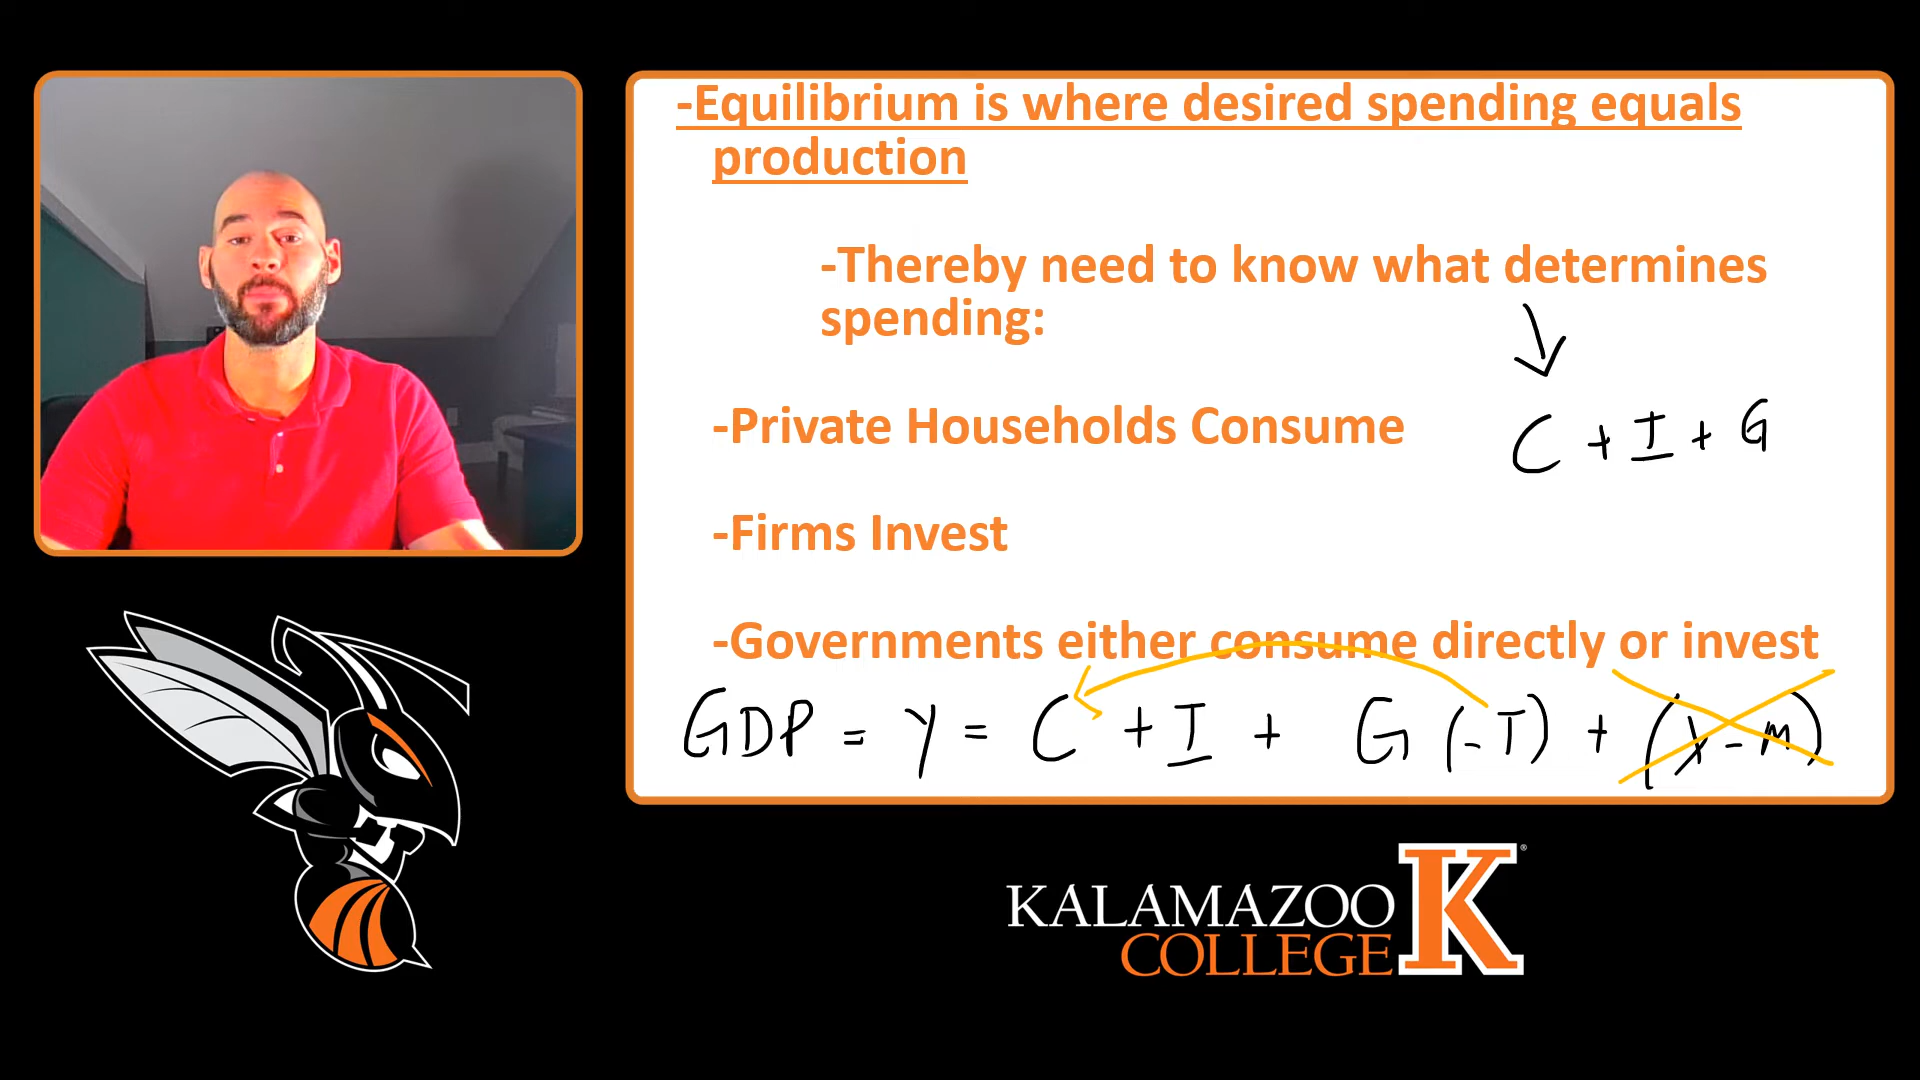 -Equilibrium is where desired spending equals
production
-Thereby need to know what determines
spending:
-Private Households Consume
C + I + G
-Firms Invest
-Governments either consume directly or invest
GDP = Y = C + I + G (-T) + (X - M)
KALAMAZOO
COLLEGE
K®